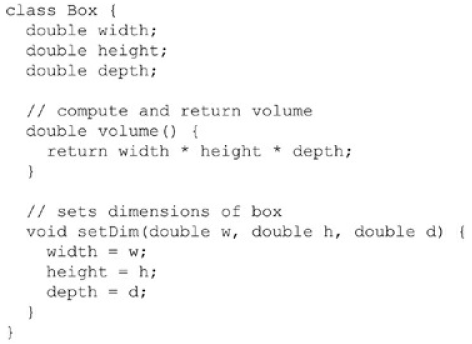 class Box {
  double width;
  double height;
  double depth;

  // compute and return volume
  double volume() {
    return width * height * depth;
  }

  // sets dimensions of box
  void setDim(double w, double h, double d) {
    width = w;
    height = h;
    depth = d;
  }
}